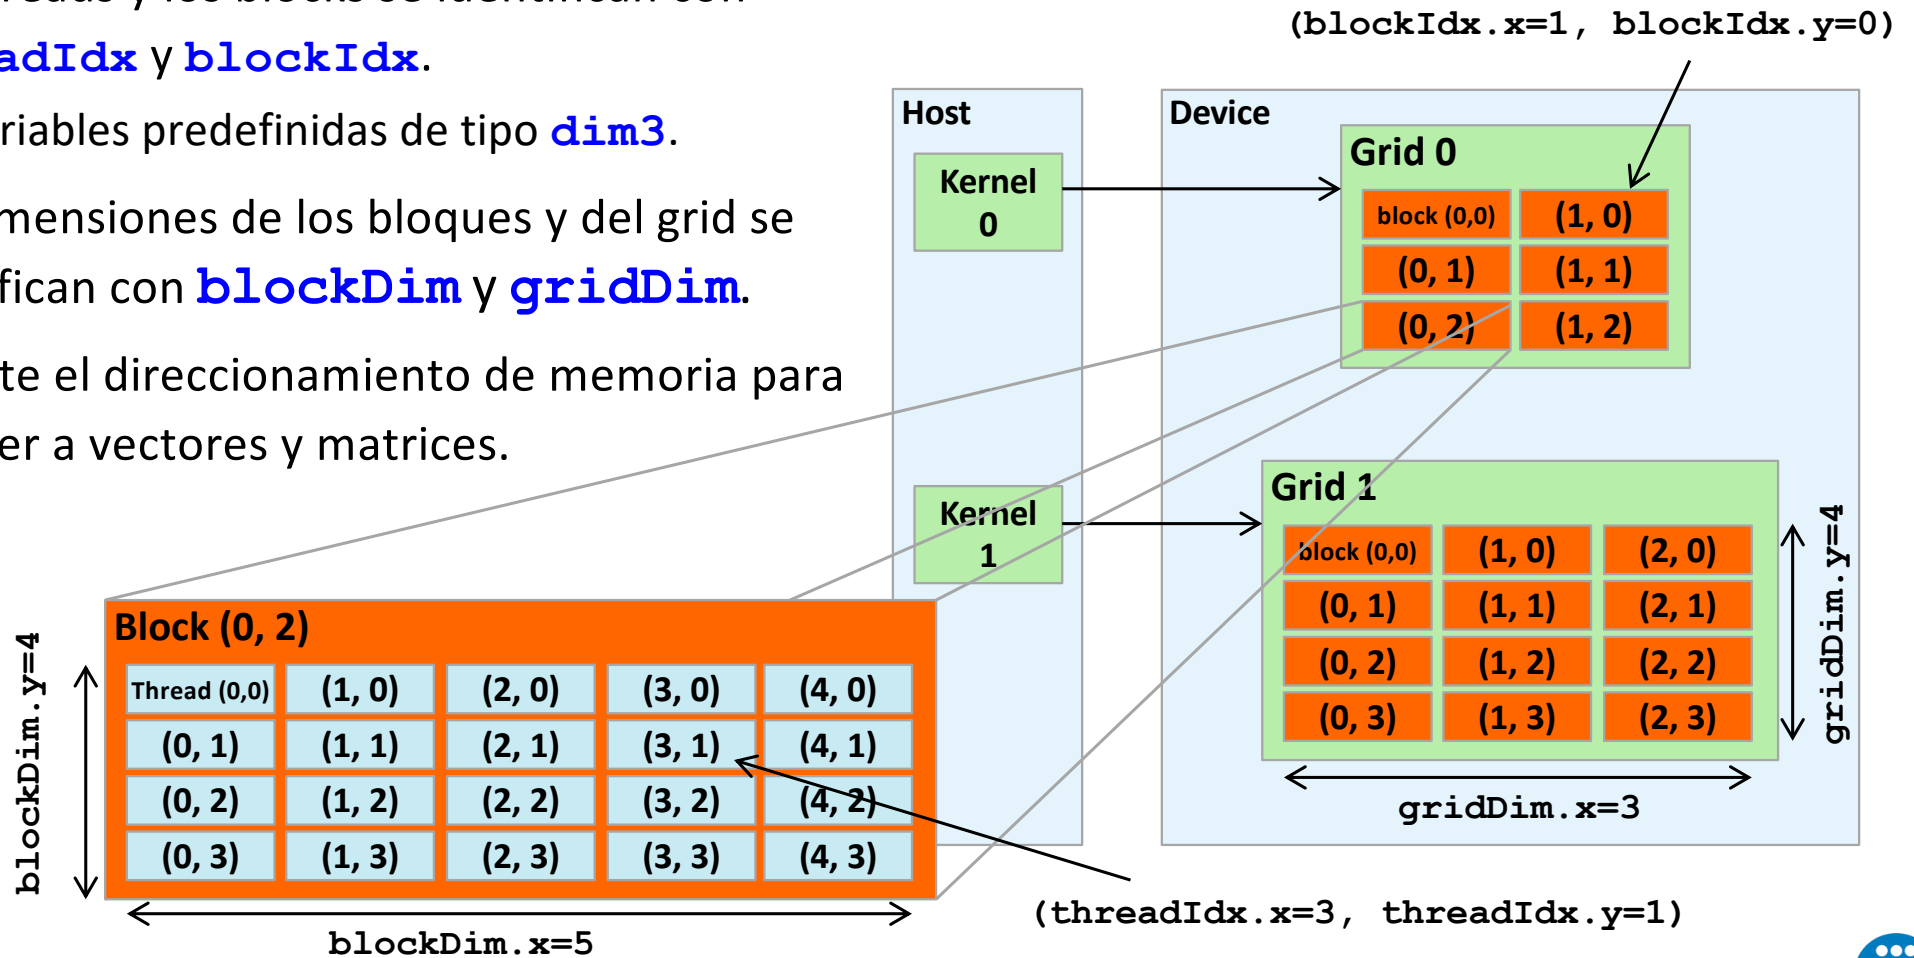 y los blocks se identifican con
adIdx y blockIdx.
riables predefinidas de tipo dim3.
mensiones de los bloques y del grid se
fican con blockDim y gridDim.
te el direccionamiento de memoria para
er a vectores y matrices.
(blockIdx.x=1, blockIdx.y=0)
Host
Device
Kernel
0
Grid 0
block (0,0) (1, 0)
(0, 1) (1, 1)
(0, 2) (1, 2)
Kernel
1
Grid 1
block (0,0) (1, 0) (2, 0)
(0, 1) (1, 1) (2, 1)
(0, 2) (1, 2) (2, 2)
(0, 3) (1, 3) (2, 3)
gridDim.y=4
gridDim.x=3
Block (0, 2)
Thread (0,0) (1, 0) (2, 0) (3, 0) (4, 0)
(0, 1) (1, 1) (2, 1) (3, 1) (4, 1)
(0, 2) (1, 2) (2, 2) (3, 2) (4, 2)
(0, 3) (1, 3) (2, 3) (3, 3) (4, 3)
blockDim.y=4
blockDim.x=5
(threadIdx.x=3, threadIdx.y=1)